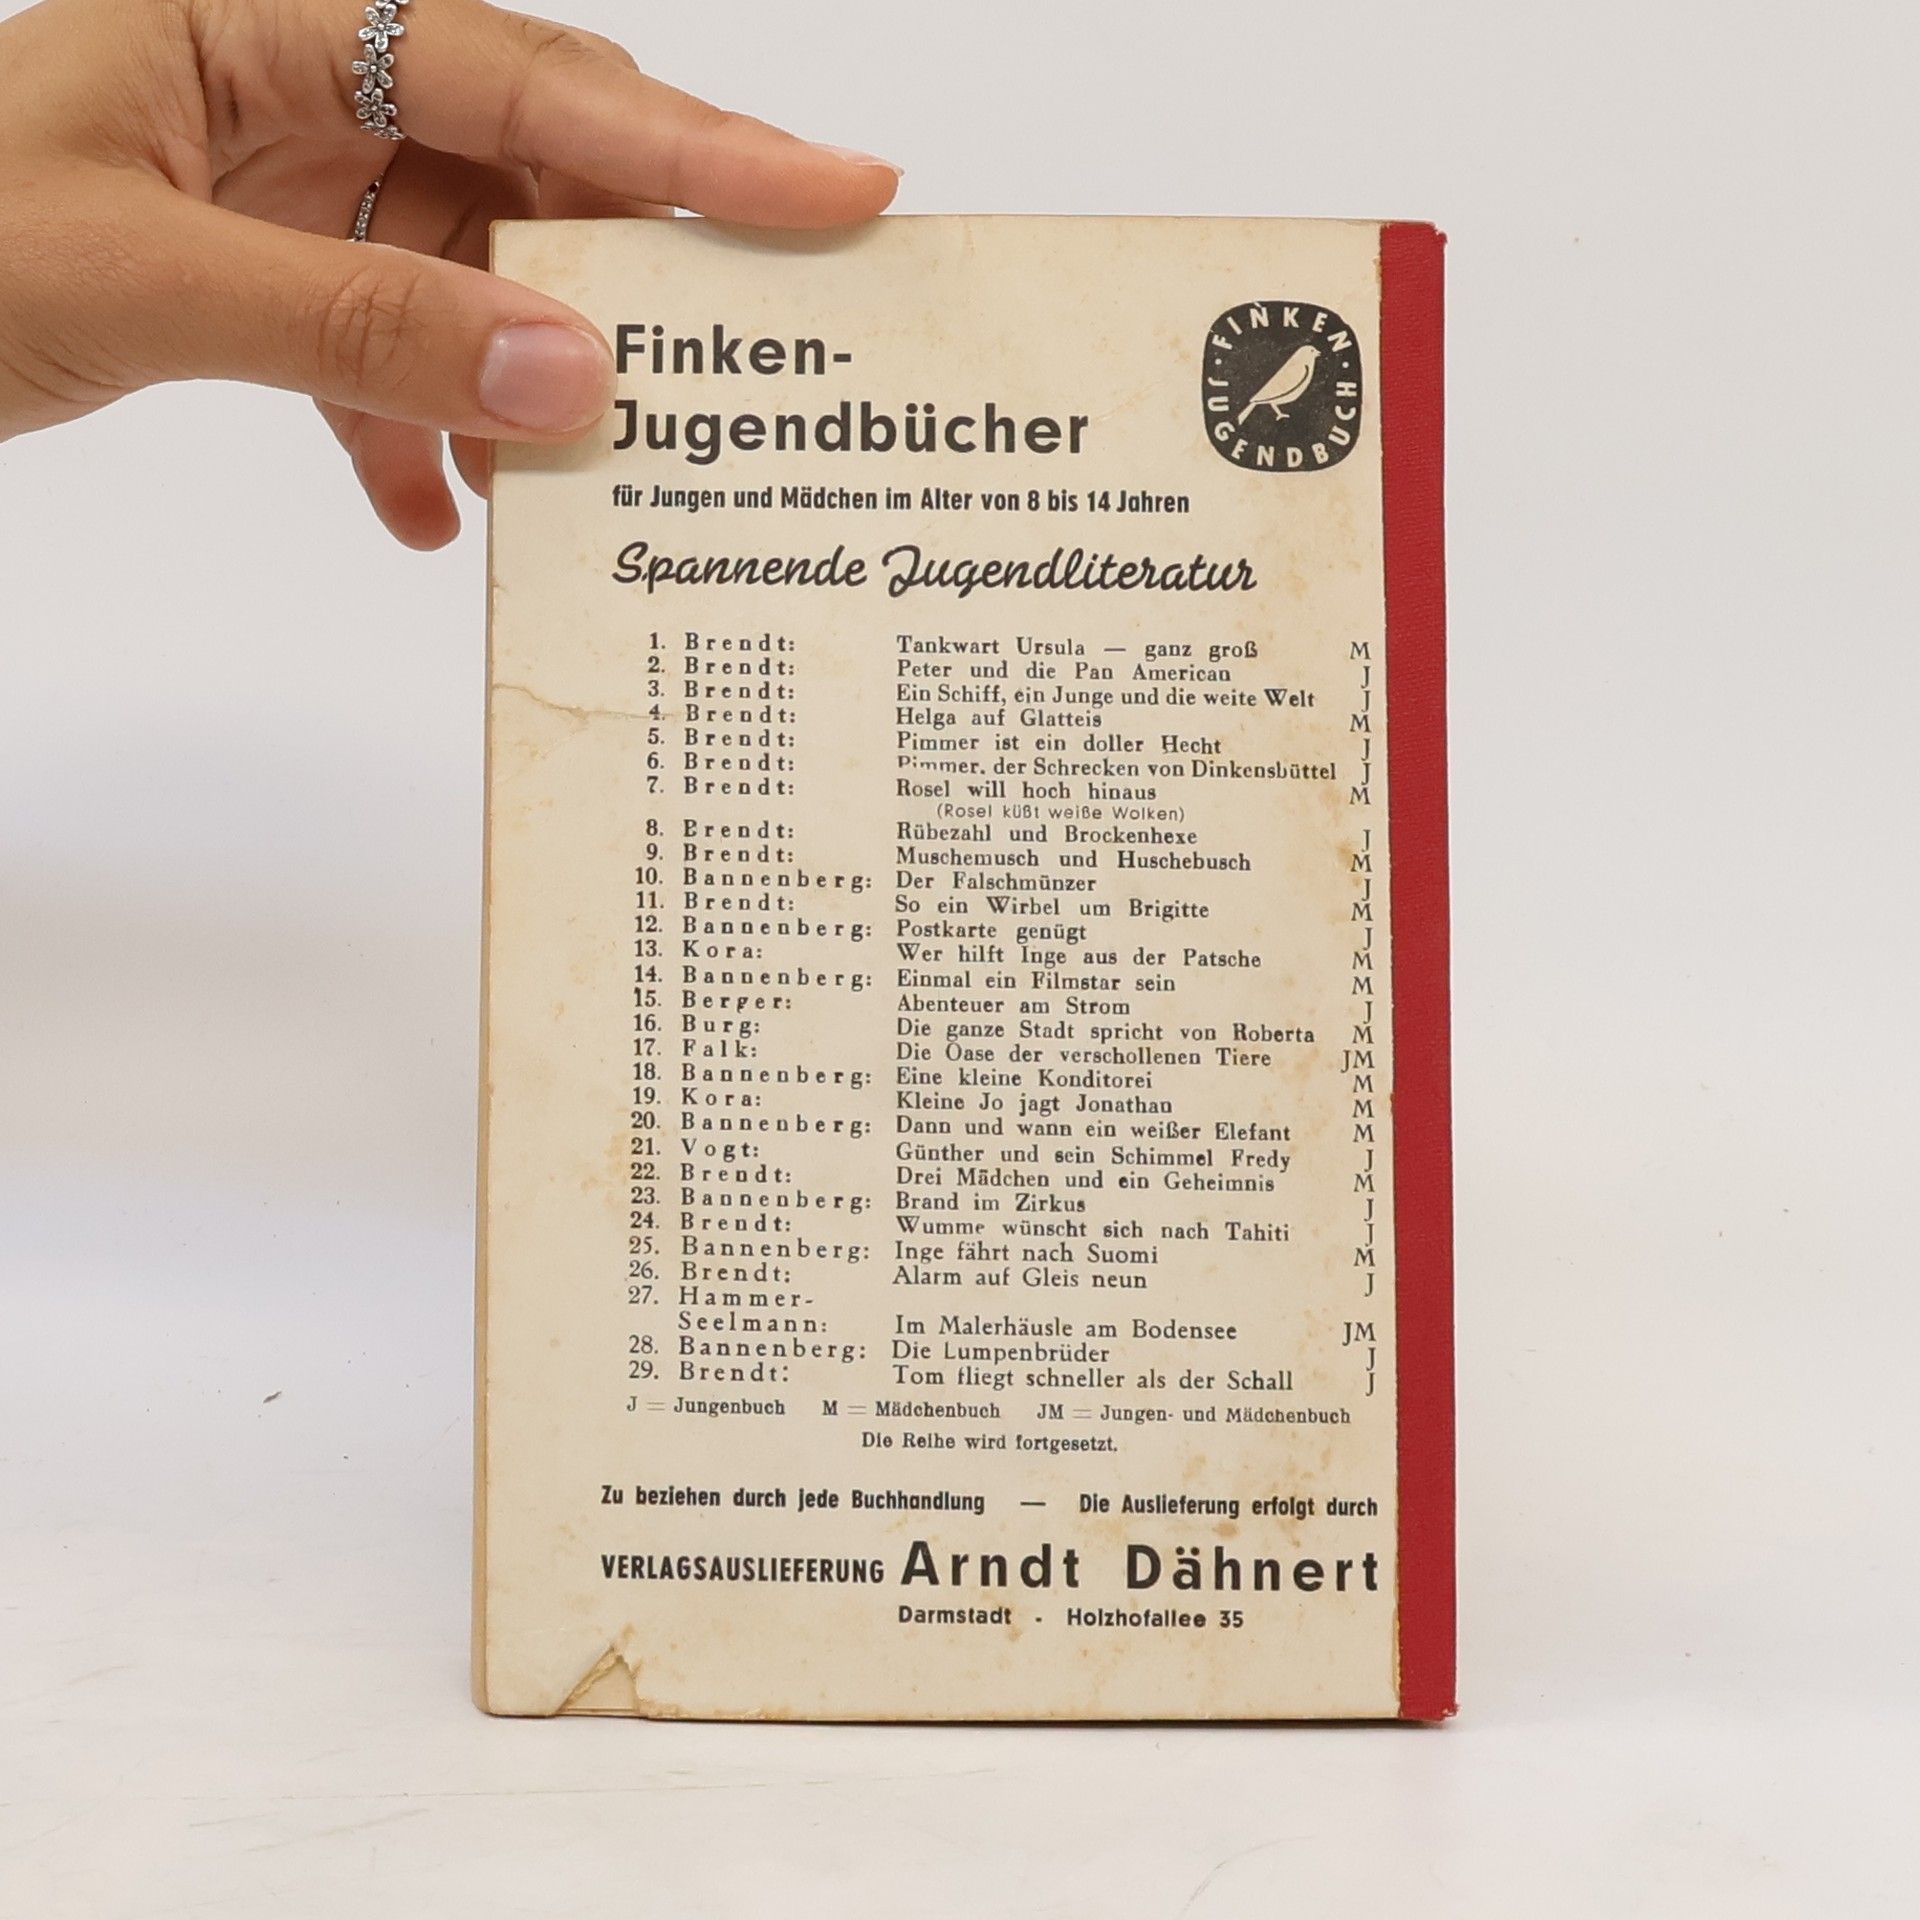 Finken-
Jugendbücher
FINKEN · JUGENDBUCH ·
für Jungen und Mädchen im Alter von 8 bis 14 Jahren
Spannende Jugendliteratur
1. Brendt: Tankwart Ursula — ganz groß M
2. Brendt: Peter und die Pan American J
3. Brendt: Ein Schiff, ein Junge und die weite Welt J
4. Brendt: Helga auf Glatteis M
5. Brendt: Pimmer ist ein doller Hecht J
6. Brendt: Pimmer, der Schrecken von Dinkensbüttel J
7. Brendt: Rosel will hoch hinaus M
(Rosel küßt weiße Wolken)
8. Brendt: Rübezahl und Brockenhexe J
9. Brendt: Muschemusch und Huschebusch M
10. Bannenberg: Der Falschmünzer J
11. Brendt: So ein Wirbel um Brigitte M
12. Bannenberg: Postkarte genügt J
13. Kora: Wer hilft Inge aus der Patsche M
14. Bannenberg: Einmal ein Filmstar sein M
15. Berger: Abenteuer am Strom J
16. Burg: Die ganze Stadt spricht von Roberta M
17. Falk: Die Oase der verschollenen Tiere JM
18. Bannenberg: Eine kleine Konditorei M
19. Kora: Kleine Jo jagt Jonathan M
20. Bannenberg: Dann und wann ein weißer Elefant M
21. Vogt: Günther und sein Schimmel Fredy J
22. Brendt: Drei Mädchen und ein Geheimnis M
23. Bannenberg: Brand im Zirkus J
24. Brendt: Wumme wünscht sich nach Tahiti J
25. Bannenberg: Inge fährt nach Suomi M
26. Brendt: Alarm auf Gleis neun J
27. Hammer-
Seelmann: Im Malerhäusle am Bodensee JM
28. Bannenberg: Die Lumpenbrüder J
29. Brendt: Tom fliegt schneller als der Schall J
J = Jungenbuch M = Mädchenbuch JM = Jungen- und Mädchenbuch
Die Reihe wird fortgesetzt.
Zu beziehen durch jede Buchhandlung — Die Auslieferung erfolgt durch
VERLAGSAUSLIEFERUNG Arndt Dähnert
Darmstadt - Holzhofallee 35